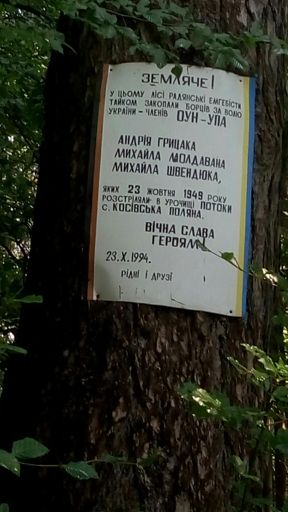 ЗЕМЛЯЧЕ!
У ЦЬОМУ ЛІСІ РАДЯНСЬКІ ЕМГЕБІСТИ
ТАЙКОМ ЗАКОПАЛИ БОРЦІВ ЗА ВОЛЮ
УКРАЇНИ – ЧЛЕНІВ ОУН-УПА
АНДРІЯ ГРИЦАКА
МИХАЙЛА МОЛДАВАНА
МИХАЙЛА ШВЕНДЮКА,
ЯКИХ 23 ЖОВТНЯ 1949 РОКУ
РОЗСТРІЛЯЛИ В УРОЧИЩІ ПОТОКИ
С. КОСІВСЬКА ПОЛЯНА.
ВІЧНА СЛАВА
ГЕРОЯМ
23.X.1994.
РІДНІ І ДРУЗІ